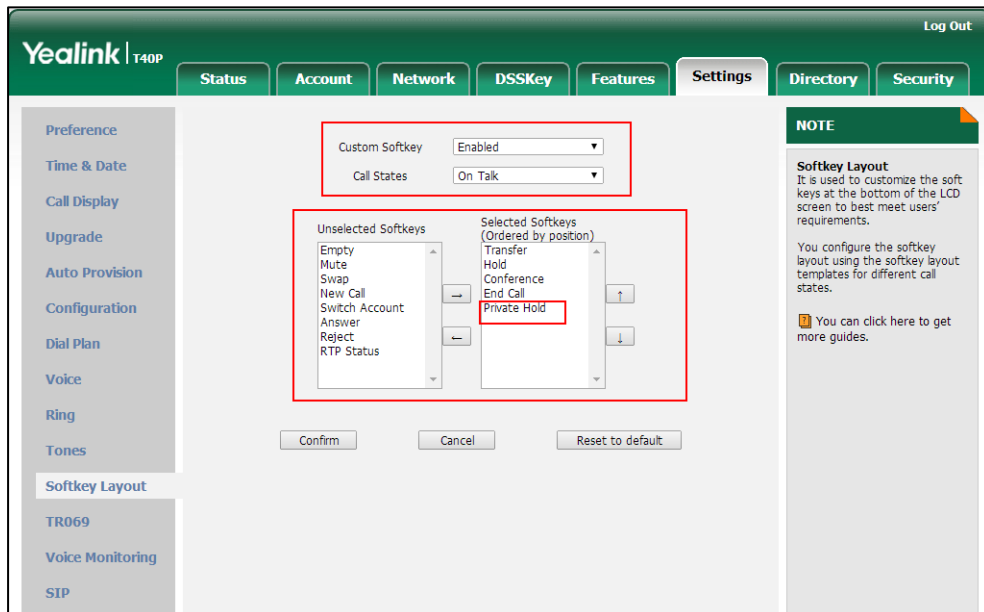 Log Out
Yealink T40P
Status Account Network DSSKey Features Settings Directory Security
Preference
Time & Date
Call Display
Upgrade
Auto Provision
Configuration
Dial Plan
Voice
Ring
Tones
Softkey Layout
TR069
Voice Monitoring
SIP
Custom Softkey Enabled
Call States On Talk
Unselected Softkeys
Empty
Mute
Swap
New Call
Switch Account
Answer
Reject
RTP Status
→
←
Selected Softkeys
(Ordered by position)
Transfer
Hold
Conference
End Call
Private Hold
↑
↓
Confirm Cancel Reset to default
NOTE
Softkey Layout
It is used to customize the soft
keys at the bottom of the LCD
screen to best meet users'
requirements.
You configure the softkey
layout using the softkey layout
templates for different call
states.
? You can click here to get
more guides.